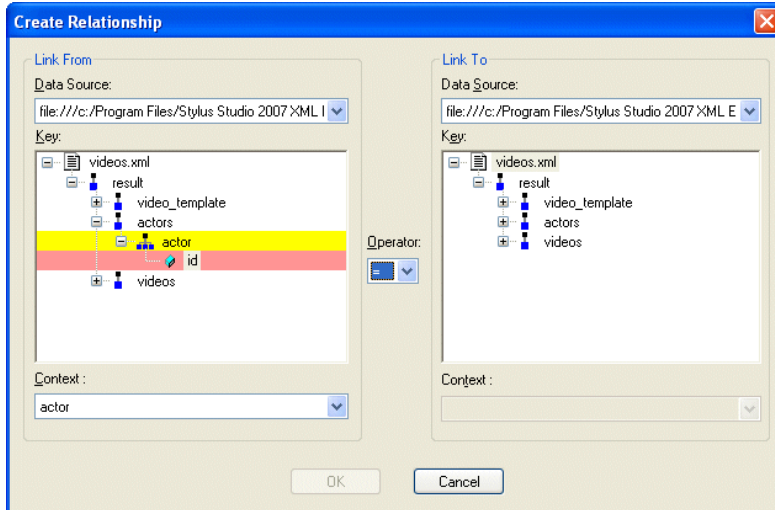 Create Relationship
Link From
Data Source:
file:///c:/Program Files/Stylus Studio 2007 XML
Key:
videos.xml
result
video_template
actors
actor
id
videos
Context :
actor
Operator:
=
Link To
Data Source:
file:///c:/Program Files/Stylus Studio 2007 XML E
Key:
videos.xml
result
video_template
actors
videos
Context :
OK
Cancel